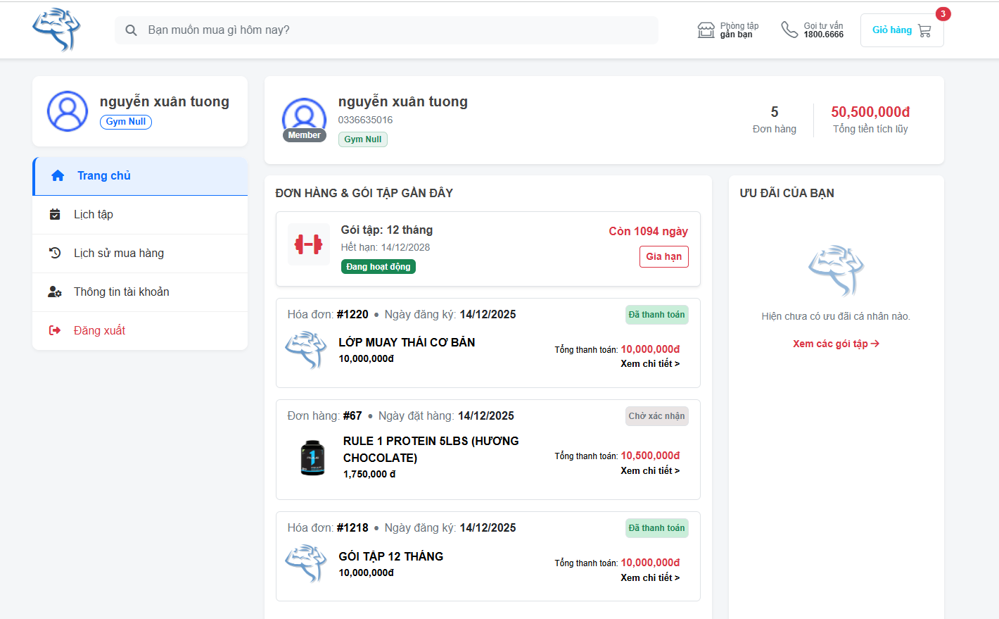 Bạn muốn mua gì hôm nay?
Phòng tập
gần bạn
Gọi tư vấn
1800.6666
Giỏ hàng
3
nguyễn xuân tuong
Gym Null
Trang chủ
Lịch tập
Lịch sử mua hàng
Thông tin tài khoản
Đăng xuất
nguyễn xuân tuong
0336635016
Member
Gym Null
5
Đơn hàng
50,500,000đ
Tổng tiền tích lũy
ĐƠN HÀNG & GÓI TẬP GẦN ĐÂY
Gói tập: 12 tháng
Hết hạn: 14/12/2028
Đang hoạt động
Còn 1094 ngày
Gia hạn
Hóa đơn: #1220 • Ngày đăng ký: 14/12/2025
Đã thanh toán
LỚP MUAY THÁI CƠ BẢN
10,000,000đ
Tổng thanh toán: 10,000,000đ
Xem chi tiết >
Đơn hàng: #67 • Ngày đặt hàng: 14/12/2025
Chờ xác nhận
RULE 1 PROTEIN 5LBS (HƯƠNG
CHOCOLATE)
1,750,000 đ
Tổng thanh toán: 10,500,000đ
Xem chi tiết >
Hóa đơn: #1218 • Ngày đăng ký: 14/12/2025
Đã thanh toán
GÓI TẬP 12 THÁNG
10,000,000đ
Tổng thanh toán: 10,000,000đ
Xem chi tiết >
ƯU ĐÃI CỦA BẠN
Hiện chưa có ưu đãi cá nhân nào.
Xem các gói tập →